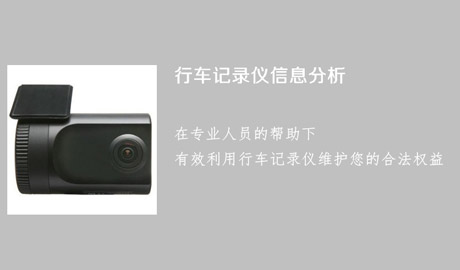 行车记录仪信息分析
在专业人员的帮助下
有效利用行车记录仪维护您的合法权益